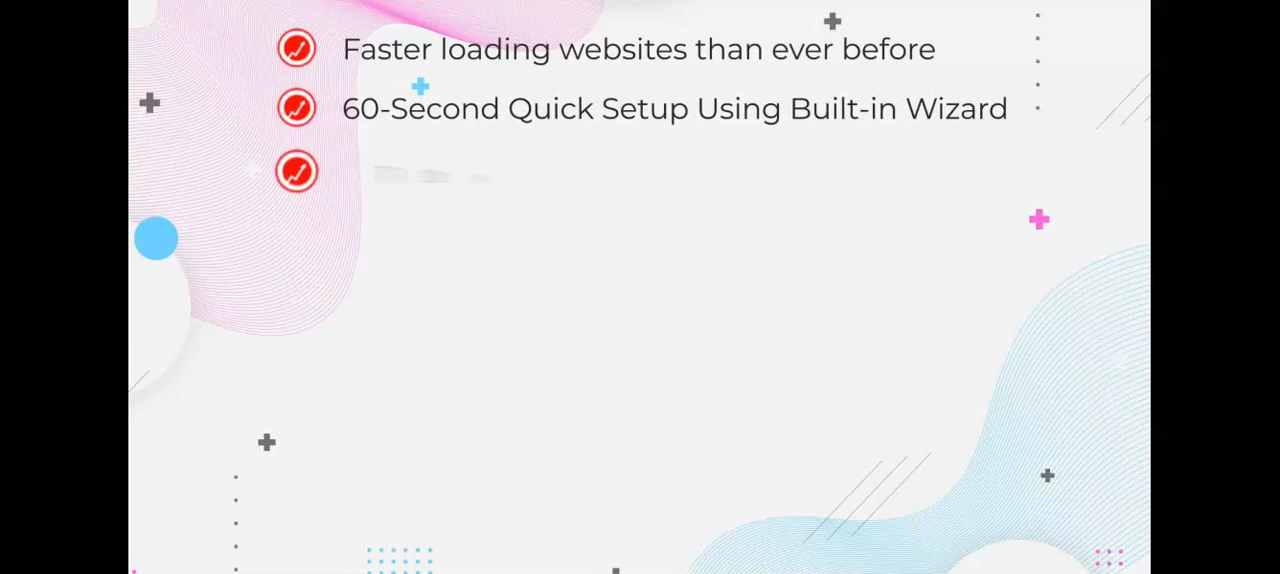 Faster loading websites than ever before
60-Second Quick Setup Using Built-in Wizard